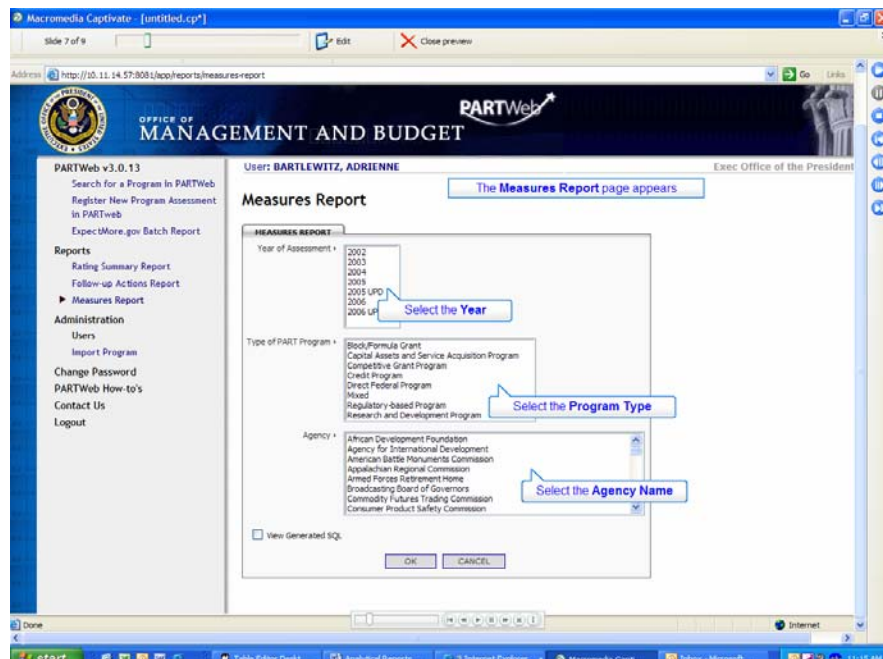 Macromedia Captivate - [untitled.cp*]
Slide 7 of 9
Edit
Close preview
Address http://10.11.14.57:8081/app/reports/measures-report
Go
Links
OFFICE OF
MANAGEMENT AND BUDGET
PARTWeb
PARTWeb v3.0.13
Search for a Program in PARTWeb
Register New Program Assessment
in PARTweb
ExpectMore.gov Batch Report
Reports
Rating Summary Report
Follow-up Actions Report
Measures Report
Administration
Users
Import Program
Change Password
PARTWeb How-to's
Contact Us
Logout
User: BARTLEWITZ, ADRIENNE
Exec Office of the President
The Measures Report page appears
Measures Report
MEASURES REPORT
Year of Assessment
2002
2003
2004
2005
2005 UPD
2006
2006 UP
Select the Year
Type of PART Program
Block/Formula Grant
Capital Assets and Service Acquisition Program
Competitive Grant Program
Credit Program
Direct Federal Program
Mixed
Regulatory-based Program
Research and Development Program
Select the Program Type
Agency
African Development Foundation
Agency for International Development
American Battle Monuments Commission
Appalachian Regional Commission
Armed Forces Retirement Home
Broadcasting Board of Governors
Commodity Futures Trading Commission
Consumer Product Safety Commission
Select the Agency Name
View Generated SQL
OK
CANCEL
Done
Internet
start